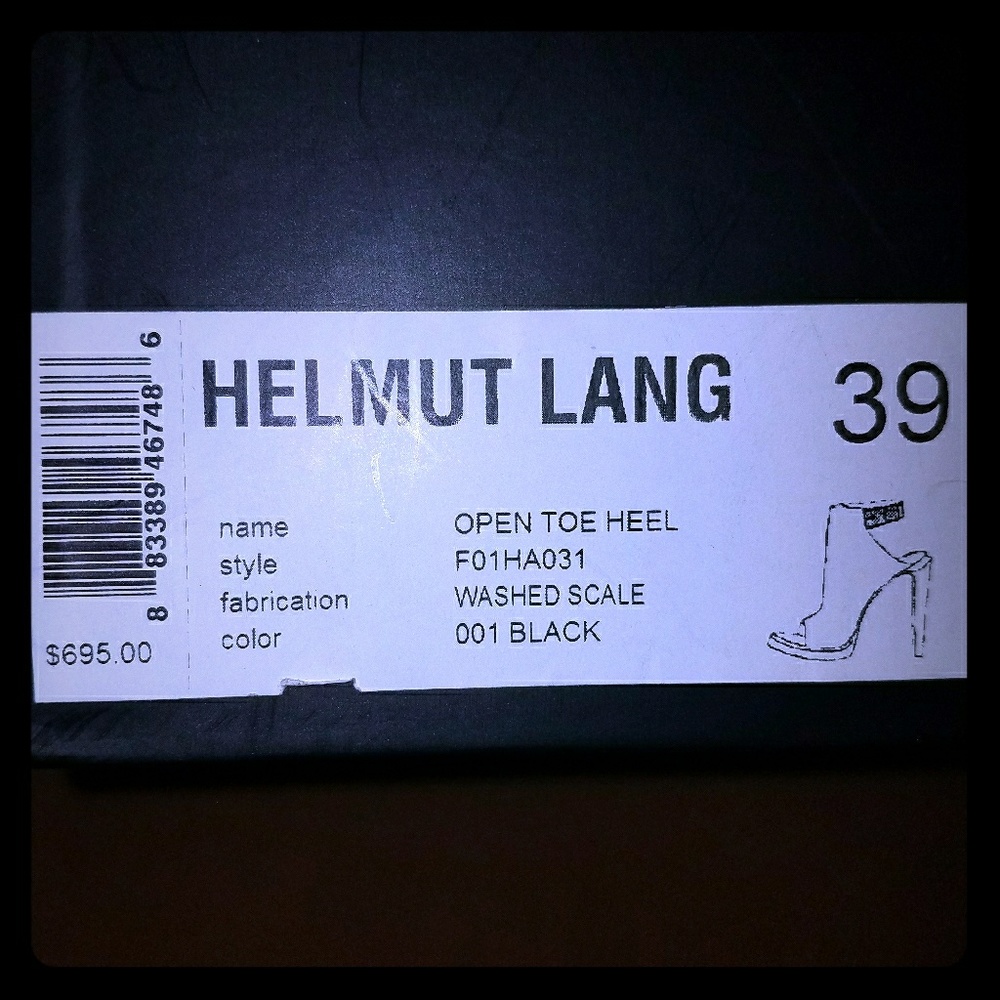 HELMUT LANG
39
name OPEN TOE HEEL
style F01HA031
fabrication WASHED SCALE
color 001 BLACK
8 83389 46748 6
$695.00